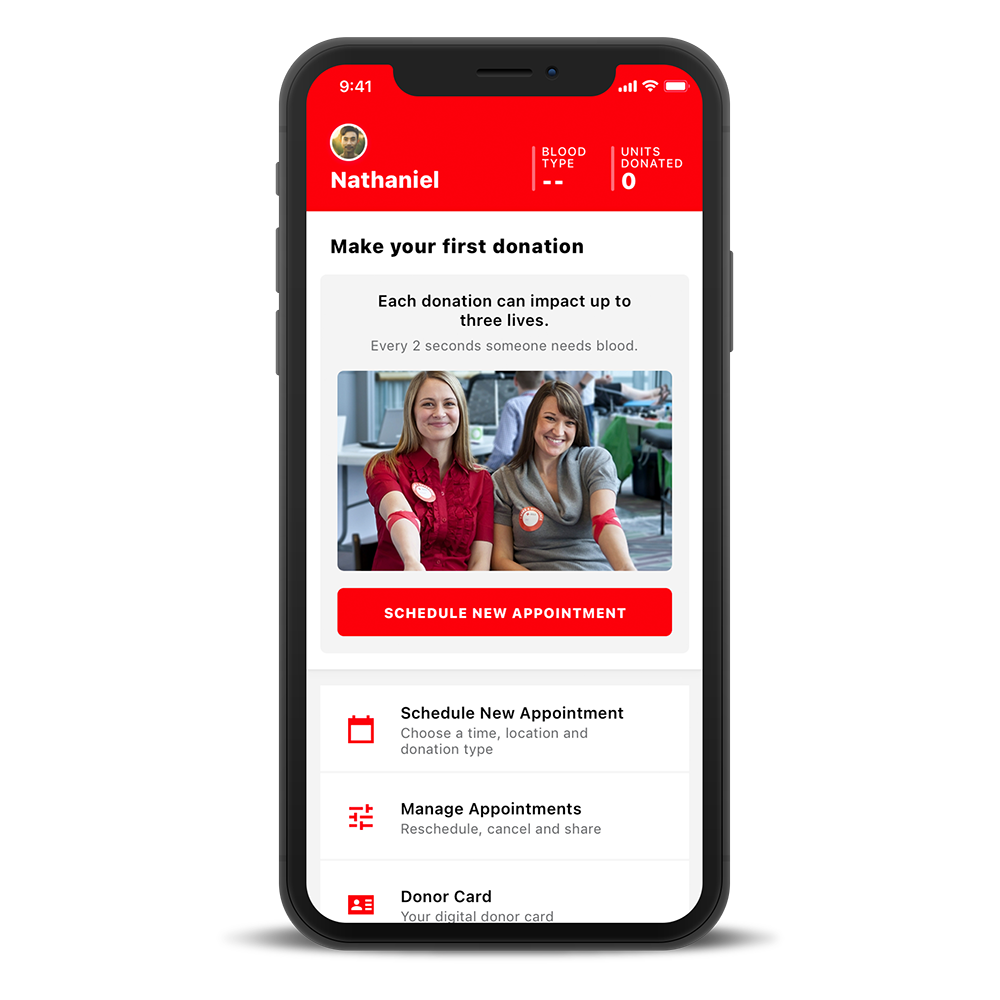 9:41
Nathaniel
BLOOD
TYPE
--
UNITS
DONATED
0
Make your first donation
Each donation can impact up to
three lives.
Every 2 seconds someone needs blood.
SCHEDULE NEW APPOINTMENT
Schedule New Appointment
Choose a time, location and
donation type
Manage Appointments
Reschedule, cancel and share
Donor Card
Your digital donor card